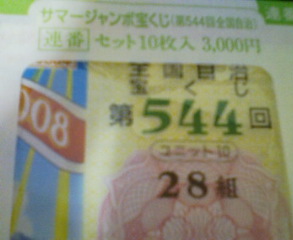 サマージャンボ宝くじ(第544回全国自治)
連番 セット10枚入 3,000円
全国自治
宝くじ
008
第544回
ユニット10
28組